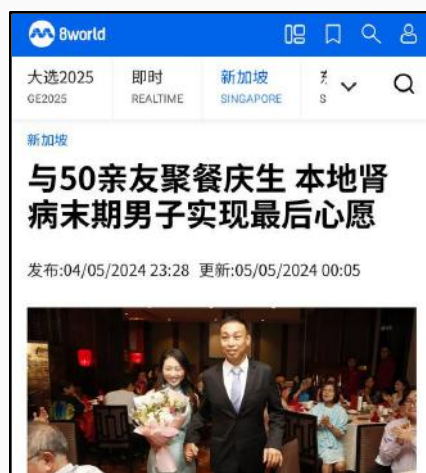 8world
大选2025
GE2025
即时
REALTIME
新加坡
SINGAPORE
S
新加坡
与50亲友聚餐庆生 本地肾
病末期男子实现最后心愿
发布:04/05/2024 23:28 更新:05/05/2024 00:05